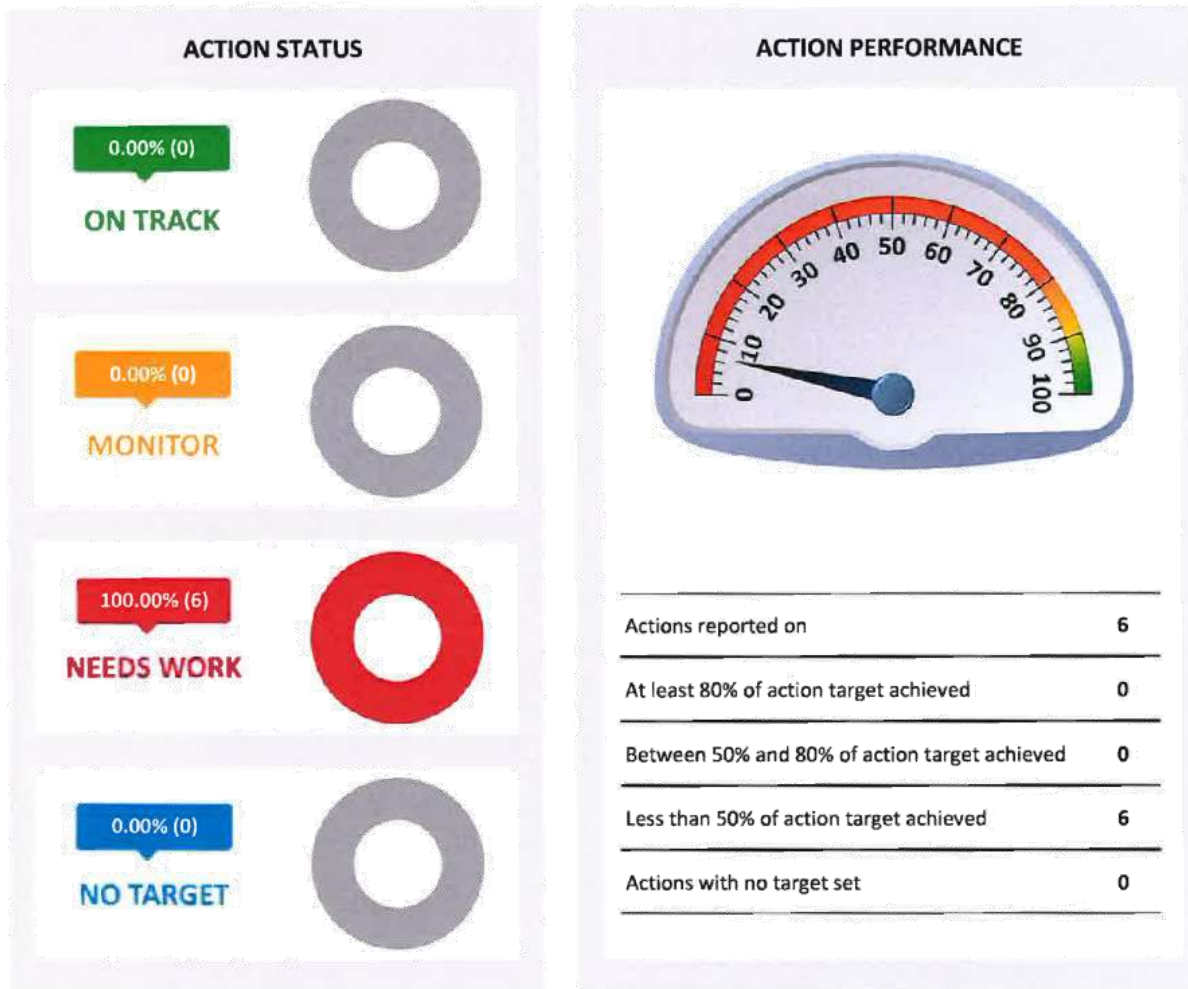 ACTION STATUS
0.00% (0)
ON TRACK
0.00% (0)
MONITOR
100.00% (6)
NEEDS WORK
0.00% (0)
NO TARGET
ACTION PERFORMANCE
0
10
20
30
40
50
60
70
80
90
100
Actions reported on 6
At least 80% of action target achieved 0
Between 50% and 80% of action target achieved 0
Less than 50% of action target achieved 6
Actions with no target set 0